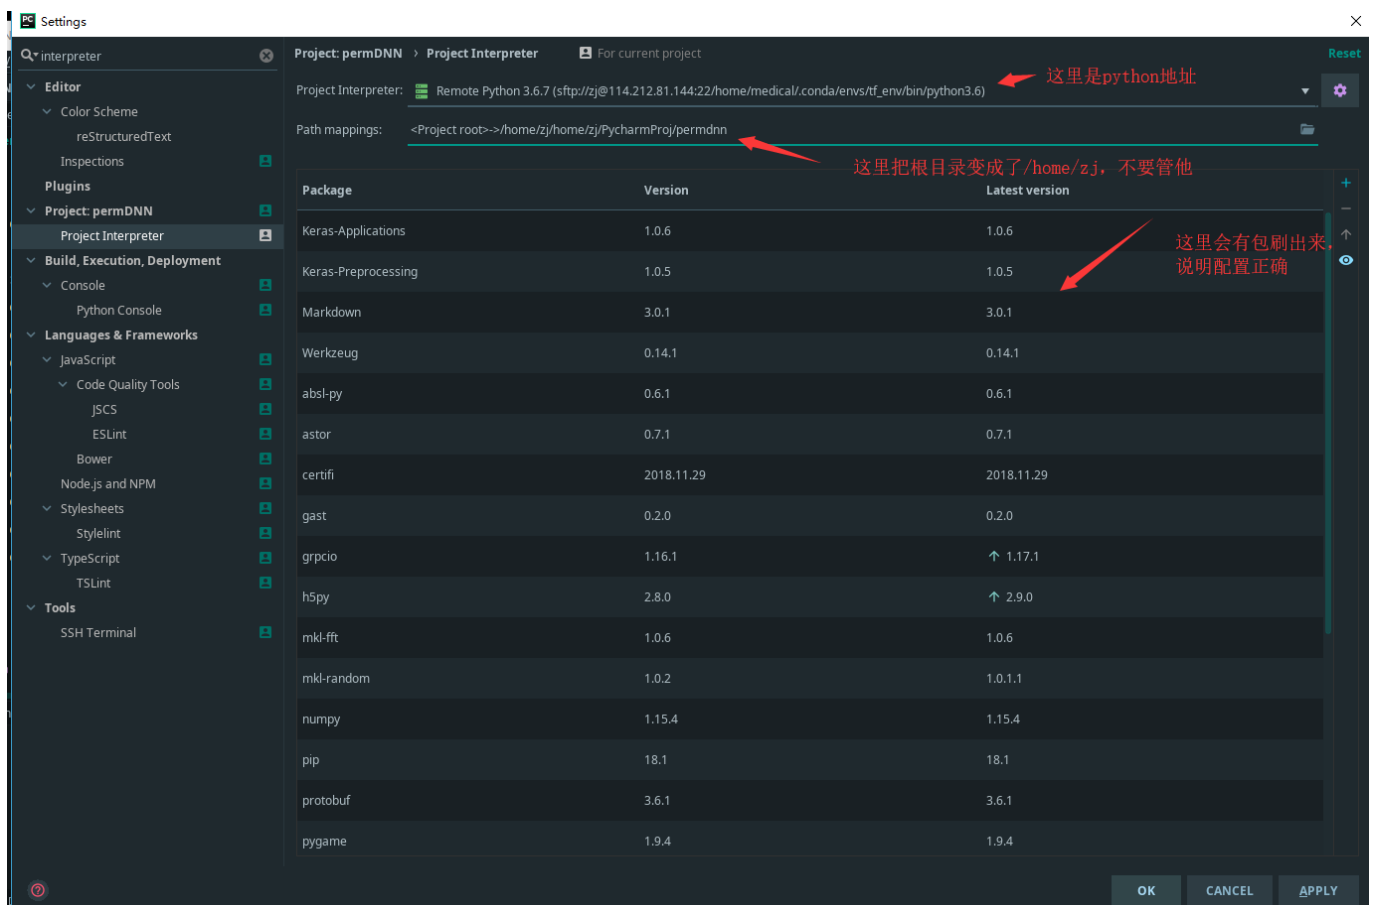 PC Settings
interpreter
Project: permDNN › Project Interpreter For current project Reset
Project Interpreter: Remote Python 3.6.7 (sftp://zj@114.212.81.144:22/home/medical/.conda/envs/tf_env/bin/python3.6)
这里是python地址
Path mappings: <Project root>->/home/zj/home/zj/PycharmProj/permdnn
这里把根目录变成了/home/zj，不要管他
Editor
Color Scheme
reStructuredText
Inspections
Plugins
Project: permDNN
Project Interpreter
Build, Execution, Deployment
Console
Python Console
Languages & Frameworks
JavaScript
Code Quality Tools
JSCS
ESLint
Bower
Node.js and NPM
Stylesheets
Stylelint
TypeScript
TSLint
Tools
SSH Terminal
Package Version Latest version
Keras-Applications 1.0.6 1.0.6
Keras-Preprocessing 1.0.5 1.0.5
Markdown 3.0.1 3.0.1
Werkzeug 0.14.1 0.14.1
absl-py 0.6.1 0.6.1
astor 0.7.1 0.7.1
certifi 2018.11.29 2018.11.29
gast 0.2.0 0.2.0
grpcio 1.16.1 1.17.1
h5py 2.8.0 2.9.0
mkl-fft 1.0.6 1.0.6
mkl-random 1.0.2 1.0.1.1
numpy 1.15.4 1.15.4
pip 18.1 18.1
protobuf 3.6.1 3.6.1
pygame 1.9.4 1.9.4
这里会有包刷出来，
说明配置正确
OK CANCEL APPLY